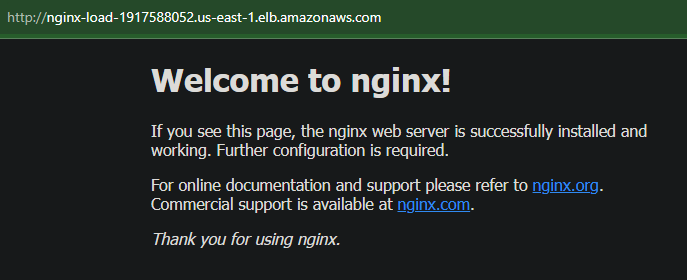 http://nginx-load-1917588052.us-east-1.elb.amazonaws.com
Welcome to nginx!
If you see this page, the nginx web server is successfully installed and
working. Further configuration is required.
For online documentation and support please refer to nginx.org.
Commercial support is available at nginx.com.
Thank you for using nginx.